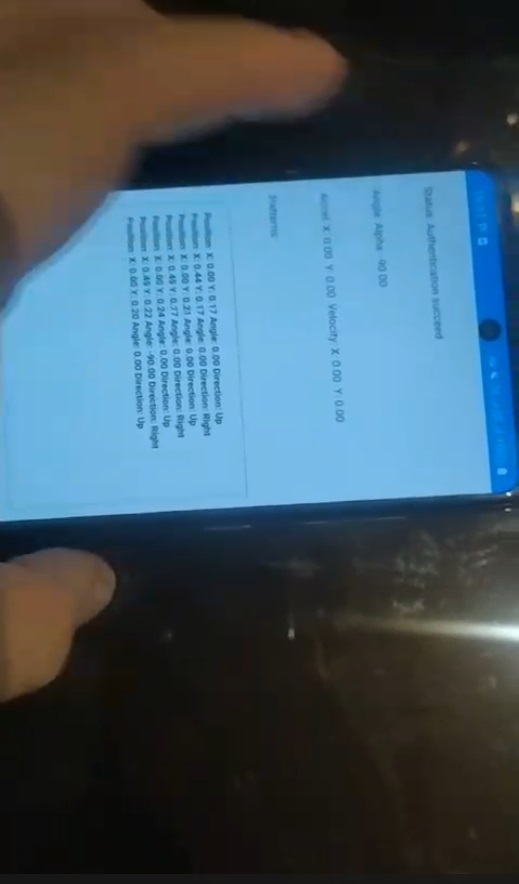 Status: Authentication succeed
Angle: Alpha: -90.00
Accel: X: 0.00 Y: 0.00 Velocity: X: 0.00 Y: 0.00
Patterns:
Position: X: 0.00 Y: 0.17 Angle: 0.00 Direction: Up
Position: X: 0.44 Y: 0.17 Angle: 0.00 Direction: Right
Position: X: 0.00 Y: 0.21 Angle: 0.00 Direction: Up
Position: X: 0.45 Y: 0.77 Angle: 0.00 Direction: Right
Position: X: 0.00 Y: 0.24 Angle: 0.00 Direction: Up
Position: X: 0.49 Y: 0.22 Angle: -90.00 Direction: Right
Position: X: 0.00 Y: 0.20 Angle: 0.00 Direction: Up